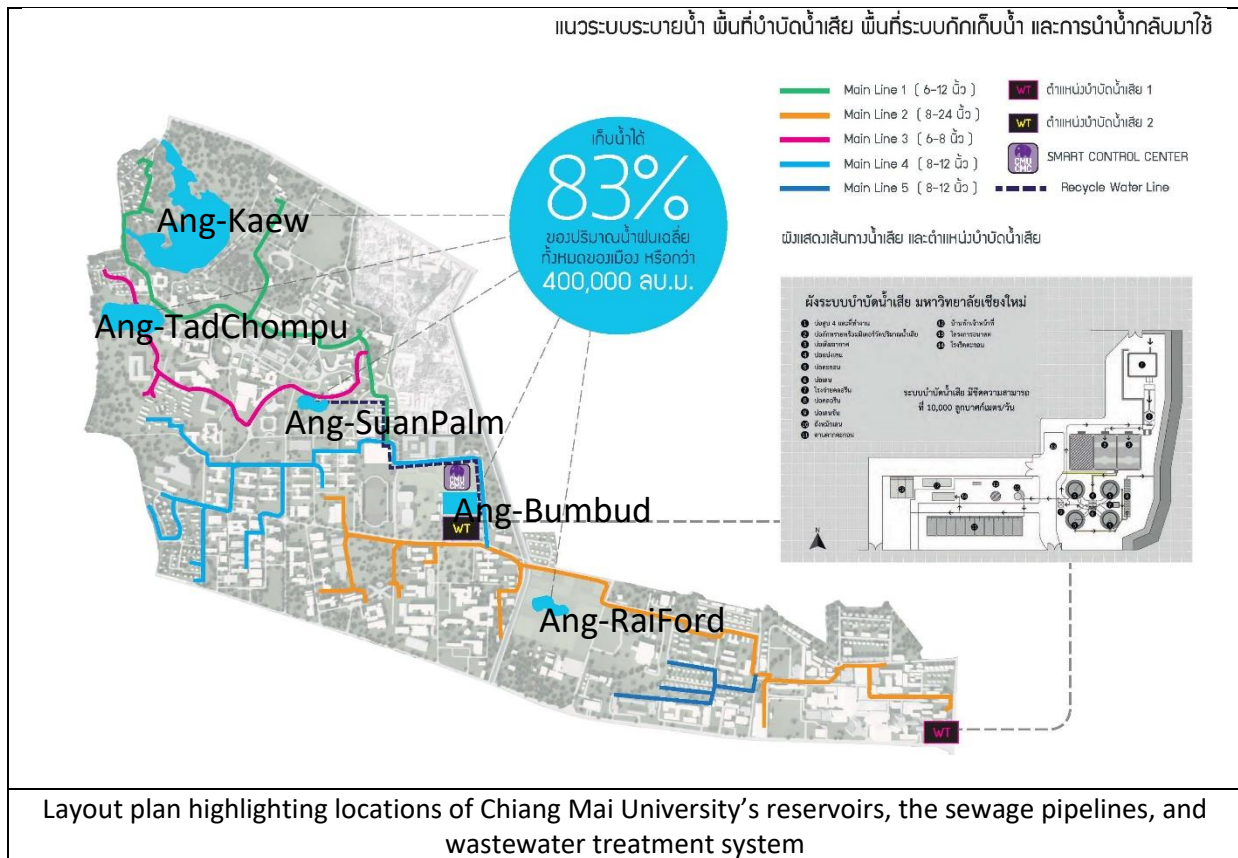 แนวระบบระบายน้ำ พื้นที่บำบัดน้ำเสีย พื้นที่ระบบกักเก็บน้ำ และการนำน้ำกลับมาใช้
Main Line 1 ( 6-12 นิ้ว )
Main Line 2 ( 8-24 นิ้ว )
Main Line 3 ( 6-8 นิ้ว )
Main Line 4 ( 8-12 นิ้ว )
Main Line 5 ( 8-12 นิ้ว )
WT ตำแหน่งบำบัดน้ำเสีย 1
WT ตำแหน่งบำบัดน้ำเสีย 2
CMU CMC SMART CONTROL CENTER
Recycle Water Line
เก็บน้ำได้
83%
ของปริมาณน้ำฝนเฉลี่ย
ทั้งหมดของเมือง หรือกว่า
400,000 ลบ.ม.
Ang-Kaew
Ang-TadChompu
Ang-SuanPalm
CMU CMC
Ang-Bumbud
WT
Ang-RaiFord
WT
ผังแสดงเส้นทางน้ำเสีย และตำแหน่งบำบัดน้ำเสีย
ผังระบบบำบัดน้ำเสีย มหาวิทยาลัยเชียงใหม่
ระบบบำบัดน้ำเสีย มีขีดความสามารถ
ที่ 10,000 ลูกบาศก์เมตร/วัน
N
Layout plan highlighting locations of Chiang Mai University's reservoirs, the sewage pipelines, and
wastewater treatment system